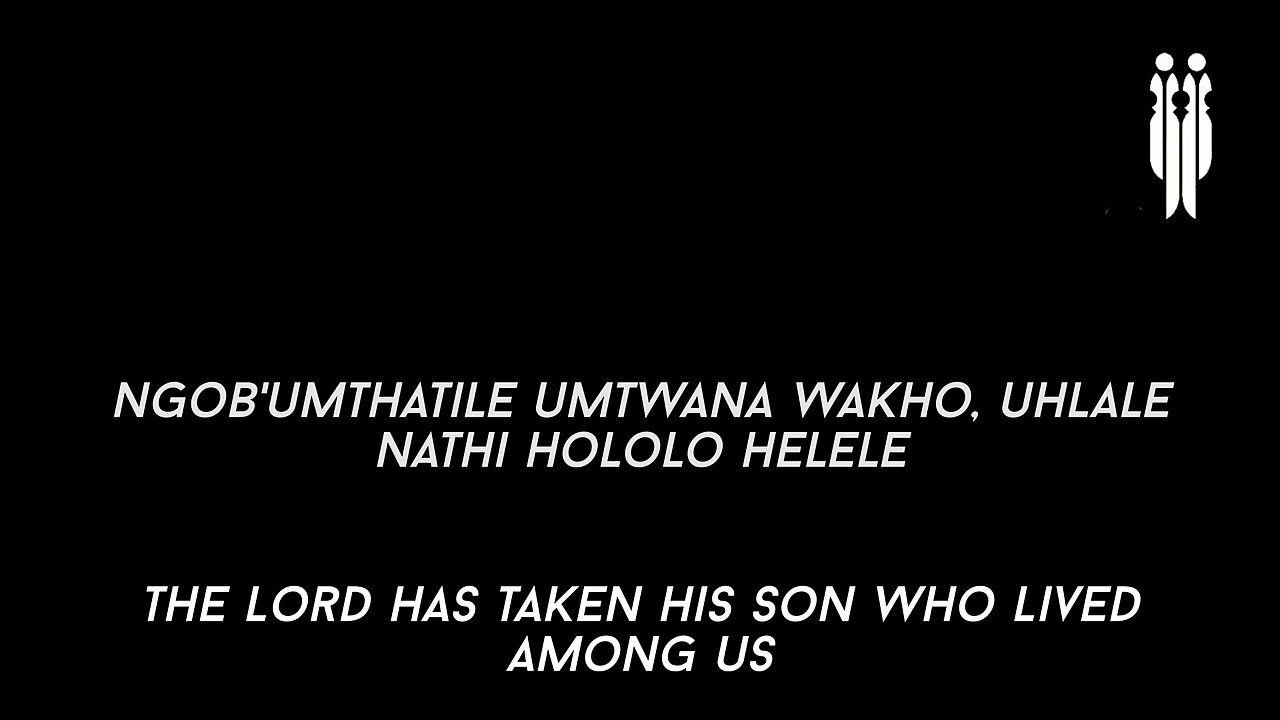 NGOB'UMTHATILE UMTWANA WAKHO, UHLALE
NATHI HOLOLO HELELE
THE LORD HAS TAKEN HIS SON WHO LIVED
AMONG US